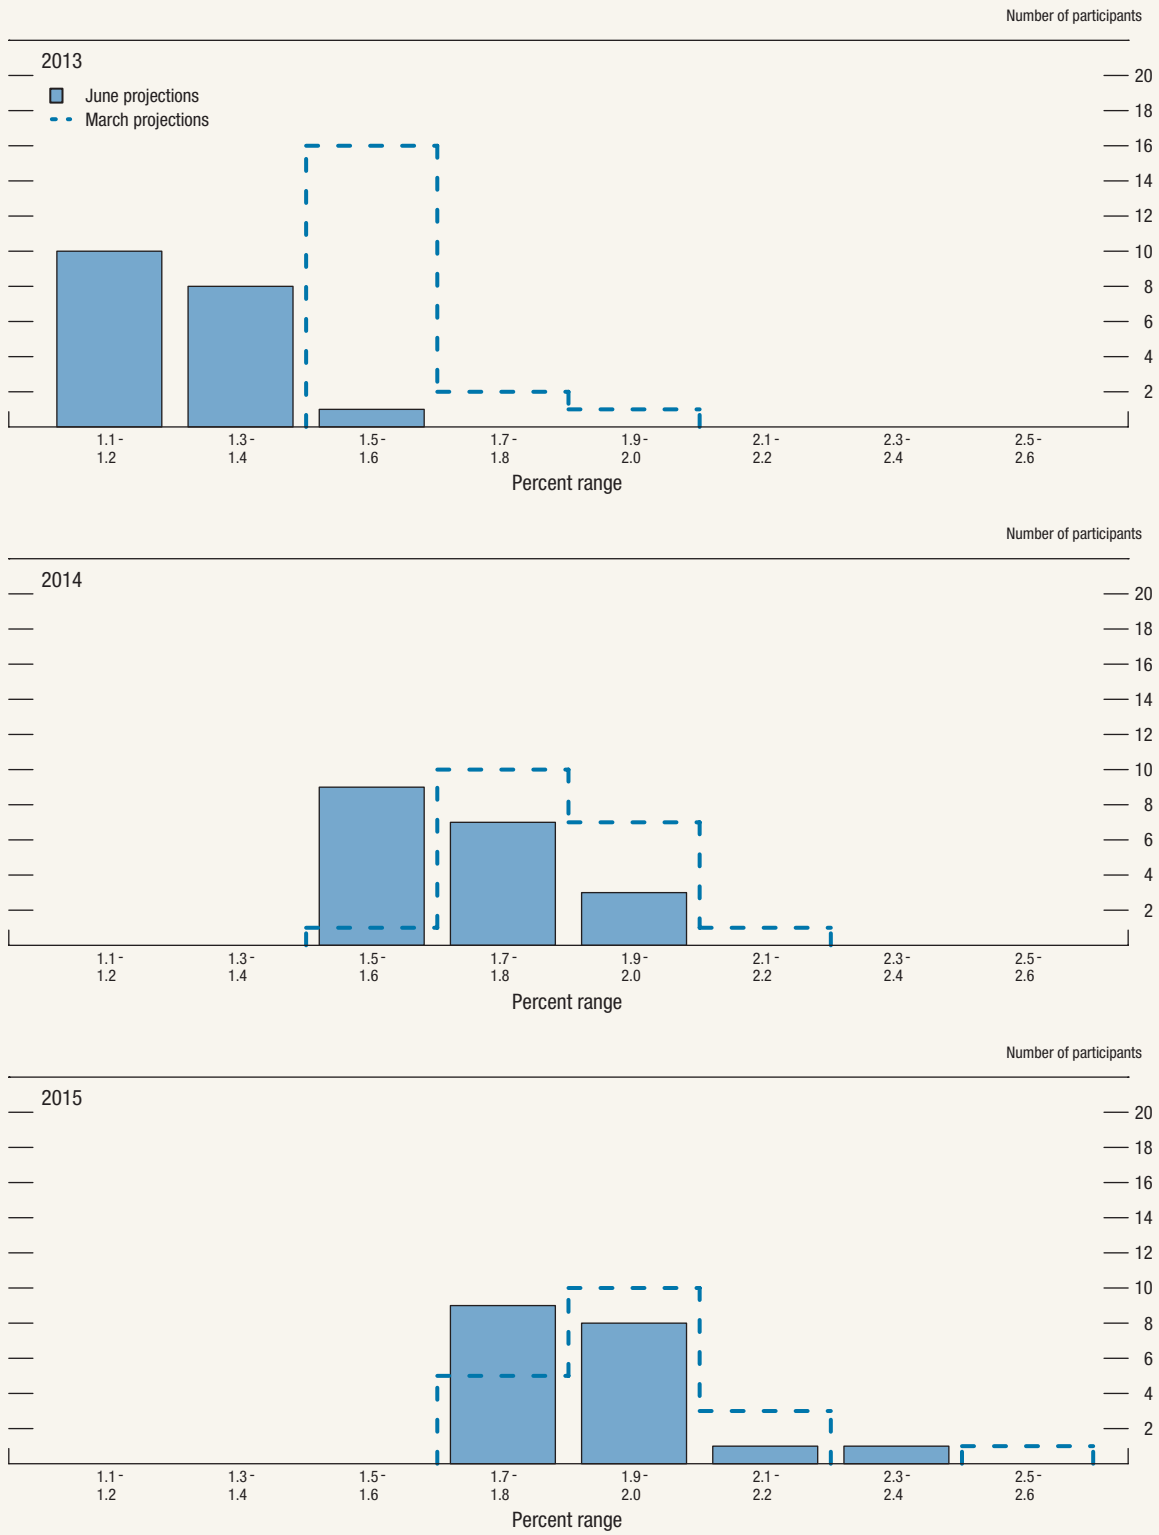 Number of participants
2013
June projections
March projections
20
18
16
14
12
10
8
6
4
2
1.1 - 1.3 - 1.5 - 1.7 - 1.9 - 2.1 - 2.3 - 2.5 -
1.2 1.4 1.6 1.8 2.0 2.2 2.4 2.6
Percent range
Number of participants
2014
20
18
16
14
12
10
8
6
4
2
1.1 - 1.3 - 1.5 - 1.7 - 1.9 - 2.1 - 2.3 - 2.5 -
1.2 1.4 1.6 1.8 2.0 2.2 2.4 2.6
Percent range
Number of participants
2015
20
18
16
14
12
10
8
6
4
2
1.1 - 1.3 - 1.5 - 1.7 - 1.9 - 2.1 - 2.3 - 2.5 -
1.2 1.4 1.6 1.8 2.0 2.2 2.4 2.6
Percent range